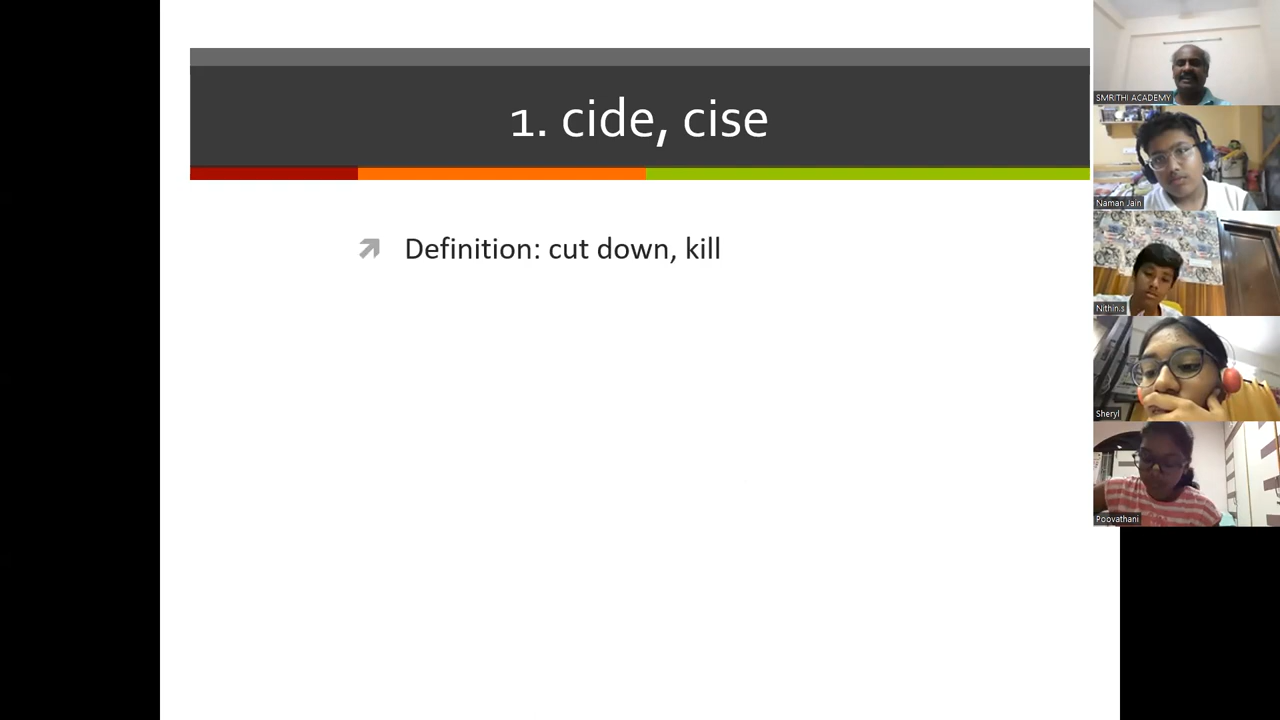 1. cide, cise
Definition: cut down, kill
SMRITHI ACADEMY
Naman Jain
Nithin.s
Sheryl
Poovathani